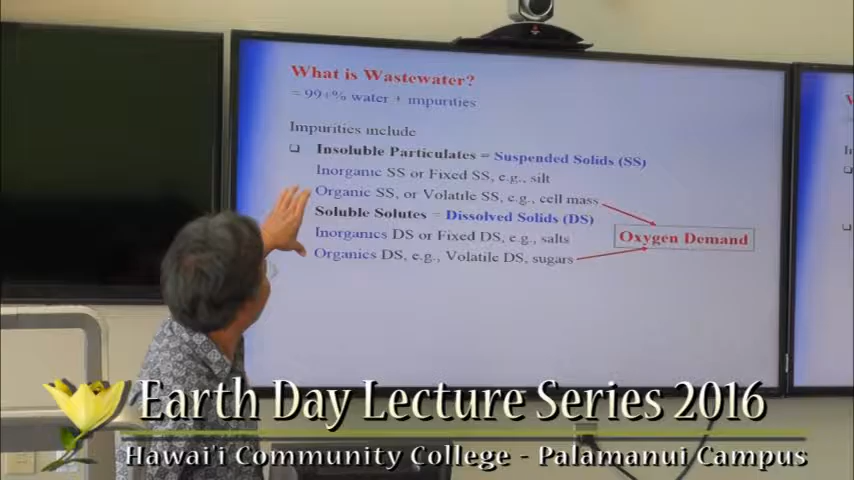 What is Wastewater?
= 99+% water + impurities
Impurities include
❑ Insoluble Particulates = Suspended Solids (SS)
Inorganic SS or Fixed SS, e.g., silt
Organic SS, or Volatile SS, e.g., cell mass
Soluble Solutes = Dissolved Solids (DS)
Inorganics DS or Fixed DS, e.g., salts
Organics DS, e.g., Volatile DS, sugars
Oxygen Demand
Earth Day Lecture Series 2016
Hawai'i Community College - Palamanui Campus